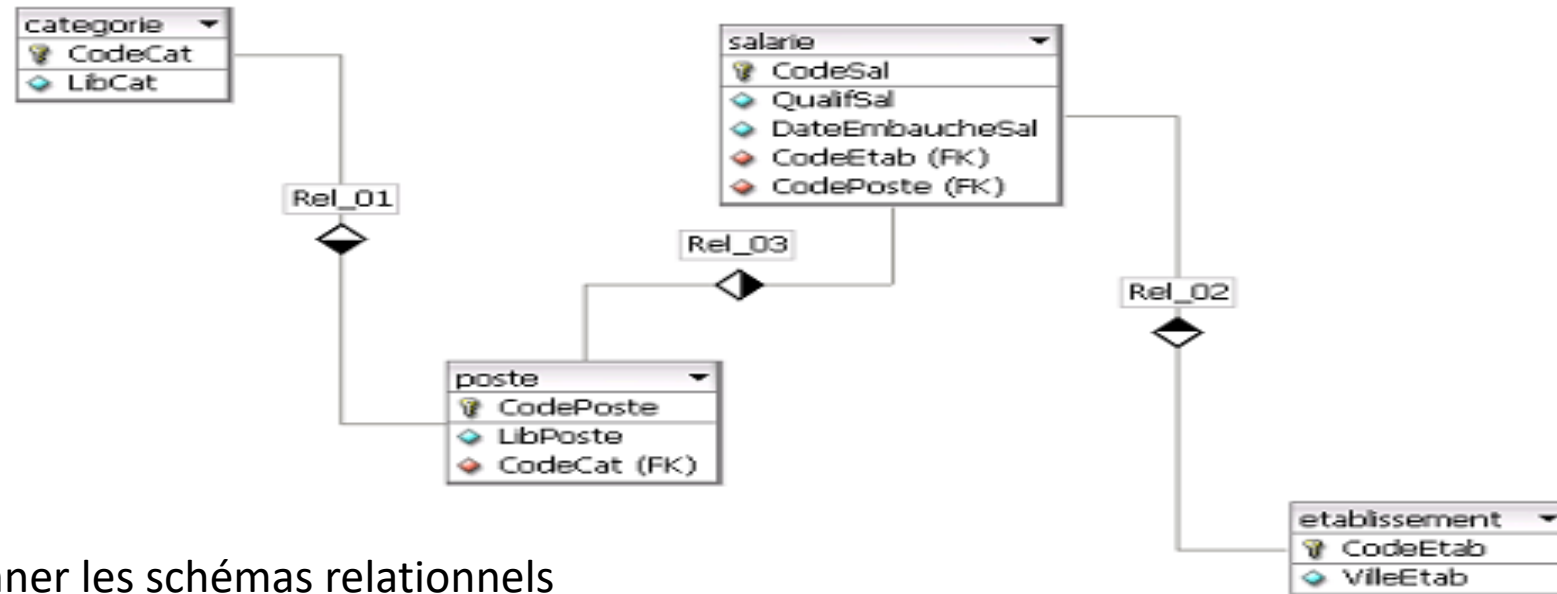 categorie
CodeCat
LibCat
salarie
CodeSal
QualifSal
DateEmbaucheSal
CodeEtab (FK)
CodePoste (FK)
Rel_01
Rel_03
Rel_02
poste
CodePoste
LibPoste
CodeCat (FK)
etablissement
CodeEtab
VilleEtab
ner les schémas relationnels